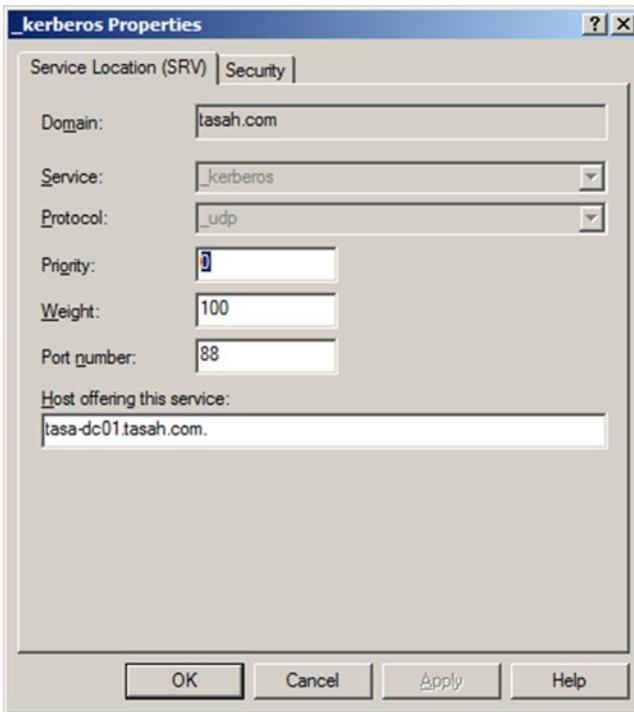 _kerberos Properties
Service Location (SRV) Security
Domain: tasah.com
Service: _kerberos
Protocol: _udp
Priority: 0
Weight: 100
Port number: 88
Host offering this service:
tasa-dc01.tasah.com.
OK Cancel Apply Help